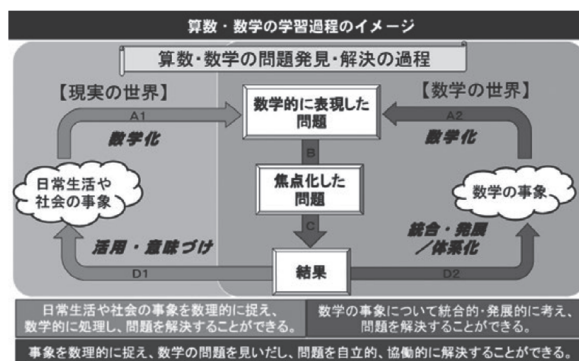 算数・数学の学習過程のイメージ
算数・数学の問題発見・解決の過程
【現実の世界】
【数学の世界】
A1
数学的に表現した
問題
A2
数学化
数学化
B
日常生活や
社会の事象
焦点化した
問題
数学の事象
C
活用・意味づけ
統合・発展
/体系化
D1
結果
D2
日常生活や社会の事象を数理的に捉え、
数学的に処理し、問題を解決することができる。
数学の事象について統合的・発展的に考え、
問題を解決することができる。
事象を数理的に捉え、数学の問題を見いだし、問題を自立的、協働的に解決することができる。